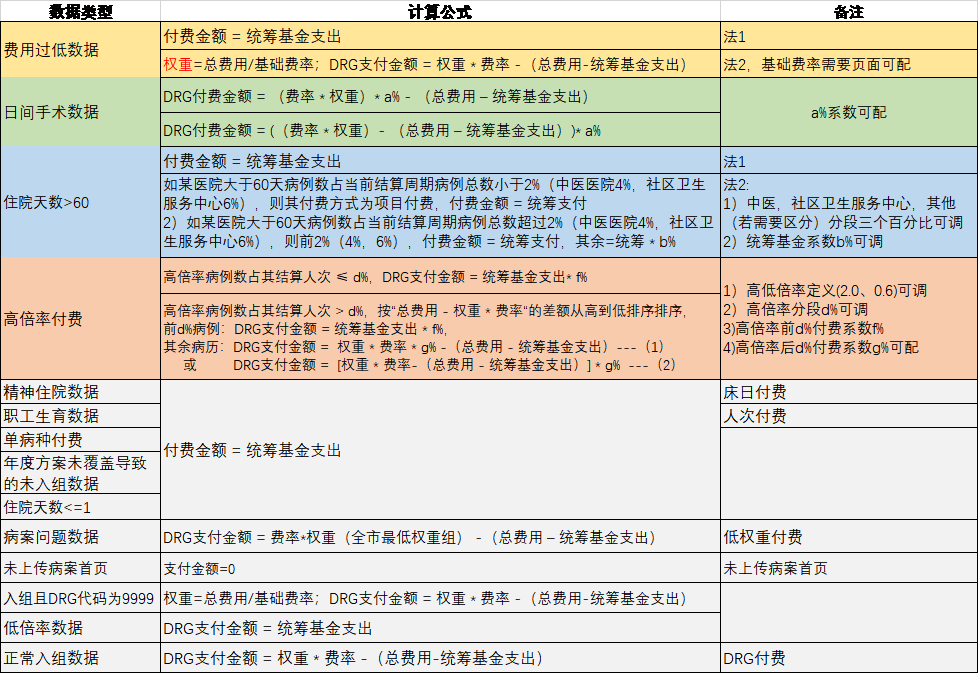 数据类型 计算公式 备注
费用过低数据
付费金额 = 统筹基金支出
法1
权重=总费用/基础费率；DRG支付金额 = 权重 * 费率 -（总费用-统筹基金支出）
法2，基础费率需要页面可配
日间手术数据
DRG付费金额 = （费率 * 权重）* a% - （总费用 – 统筹基金支出）
DRG付费金额 = (（费率 * 权重）- （总费用 – 统筹基金支出）)* a%
a%系数可配
住院天数>60
付费金额 = 统筹基金支出
法1
如某医院大于60天病例数占当前结算周期病例总数小于2%（中医医院4%，社区卫生
服务中心6%），则其付费方式为项目付费，付费金额 = 统筹支付
2）如某医院大于60天病例数占当前结算周期病例总数超过2%（中医医院4%，社区卫
生服务中心6%），则前2%（4%，6%），付费金额 = 统筹支付，其余=统筹 * b%
法2:
1）中医，社区卫生服务中心，其他
（若需要区分）分段三个百分比可调
2）统筹基金系数b%可调
高倍率付费
高倍率病例数占其结算人次 ≤ d%，DRG支付金额 = 统筹基金支出* f%
高倍率病例数占其结算人次 > d%，按"总费用 - 权重 * 费率"的差额从高到低排序排序，
前d%病例：DRG支付金额 = 统筹基金支出 * f%，
其余病历：DRG支付金额 = 权重 * 费率 * g% -（总费用 - 统筹基金支出）---（1）
或 DRG支付金额 = [权重 * 费率-（总费用 - 统筹基金支出）] * g% ---（2）
1）高低倍率定义(2.0、0.6)可调
2）高倍率分段d%可调
3)高倍率前d%付费系数f%
4)高倍率后d%付费系数g%可配
精神住院数据
床日付费
职工生育数据
人次付费
单病种付费
付费金额 = 统筹基金支出
年度方案未覆盖导致
的未入组数据
住院天数<=1
病案问题数据
DRG支付金额 = 费率*权重（全市最低权重组） -（总费用 – 统筹基金支出）
低权重付费
未上传病案首页
支付金额=0
未上传病案首页
入组且DRG代码为9999
权重=总费用/基础费率；DRG支付金额 = 权重 * 费率 -（总费用-统筹基金支出）
低倍率数据
DRG支付金额 = 统筹基金支出
正常入组数据
DRG支付金额 = 权重 * 费率 -（总费用-统筹基金支出）
DRG付费